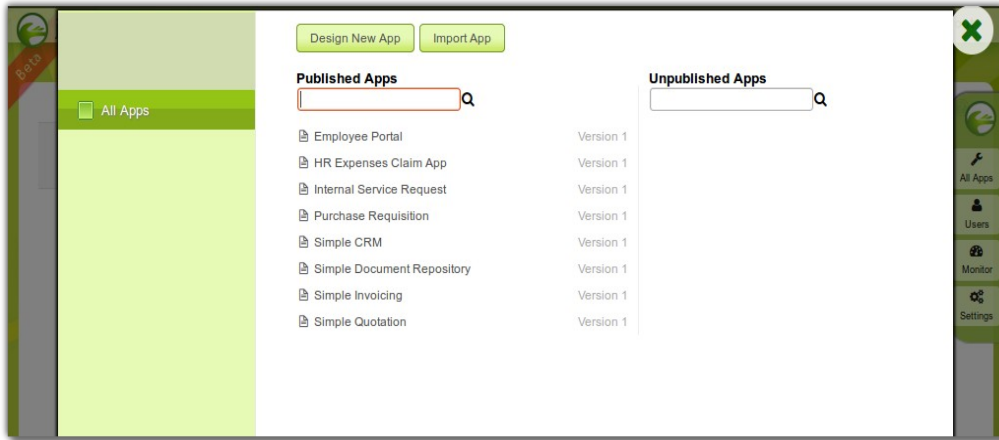 Beta
All Apps
Design New App
Import App
Published Apps
Unpublished Apps
Employee Portal Version 1
HR Expenses Claim App Version 1
Internal Service Request Version 1
Purchase Requisition Version 1
Simple CRM Version 1
Simple Document Repository Version 1
Simple Invoicing Version 1
Simple Quotation Version 1
All Apps
Users
Monitor
Settings